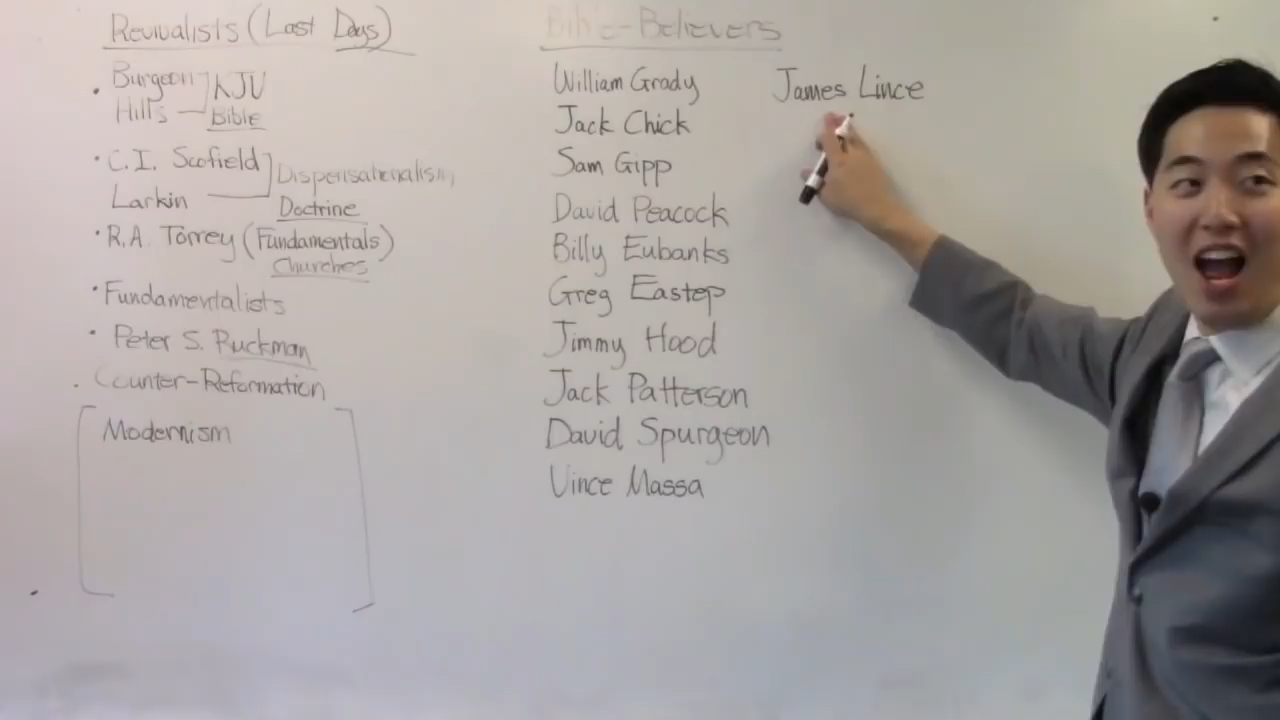 Revivalists (Last Days)
• Burgeon KJV
Hills Bible
• C.I. Scofield Dispensationalism,
Larkin Doctrine
• R.A. Torrey (Fundamentals)
Churches
• Fundamentalists
• Peter S. Ruckman
• Counter-Reformation
Modernism
Bible-Believers
William Grady
Jack Chick
Sam Gipp
David Peacock
Billy Eubanks
Greg Eastep
Jimmy Hood
Jack Patterson
David Spurgeon
Vince Massa
James Lince